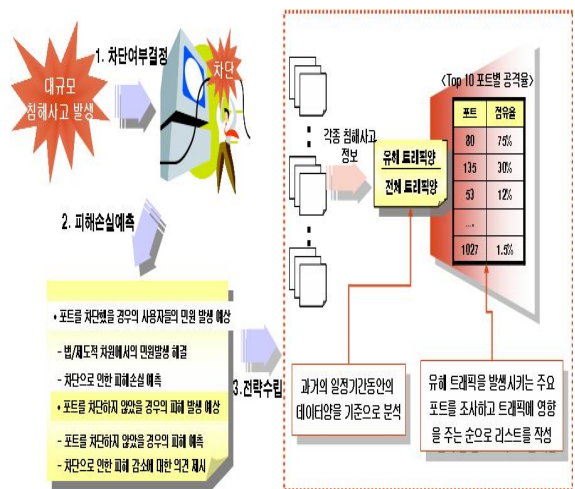 대규모
침해사고 발생
1. 차단여부결정
차단
2. 피해손실예측
• 포트를 차단했을 경우의 사용자들의 민원 발생 예상
- 법/제도적 차원에서의 민원발생 해결
- 차단으로 인한 피해손실 예측
• 포트를 차단하지 않았을 경우의 피해 발생 예상
- 포트를 차단하지 않았을 경우의 피해 예측
- 차단으로 인한 피해 감소에 대한 의견 제시
3.전략수립
각종 침해사고
정보
유해 트래픽양
전체 트래픽양
<Top 10 포트별 공격율>
포트 점유율
80 75%
135 30%
53 12%
....
1027 1.5%
과거의 일정기간동안의
데이터양을 기준으로 분석
유해 트래픽을 발생시키는 주요
포트를 조사하고 트래픽에 영향
을 주는 순으로 리스트를 작성